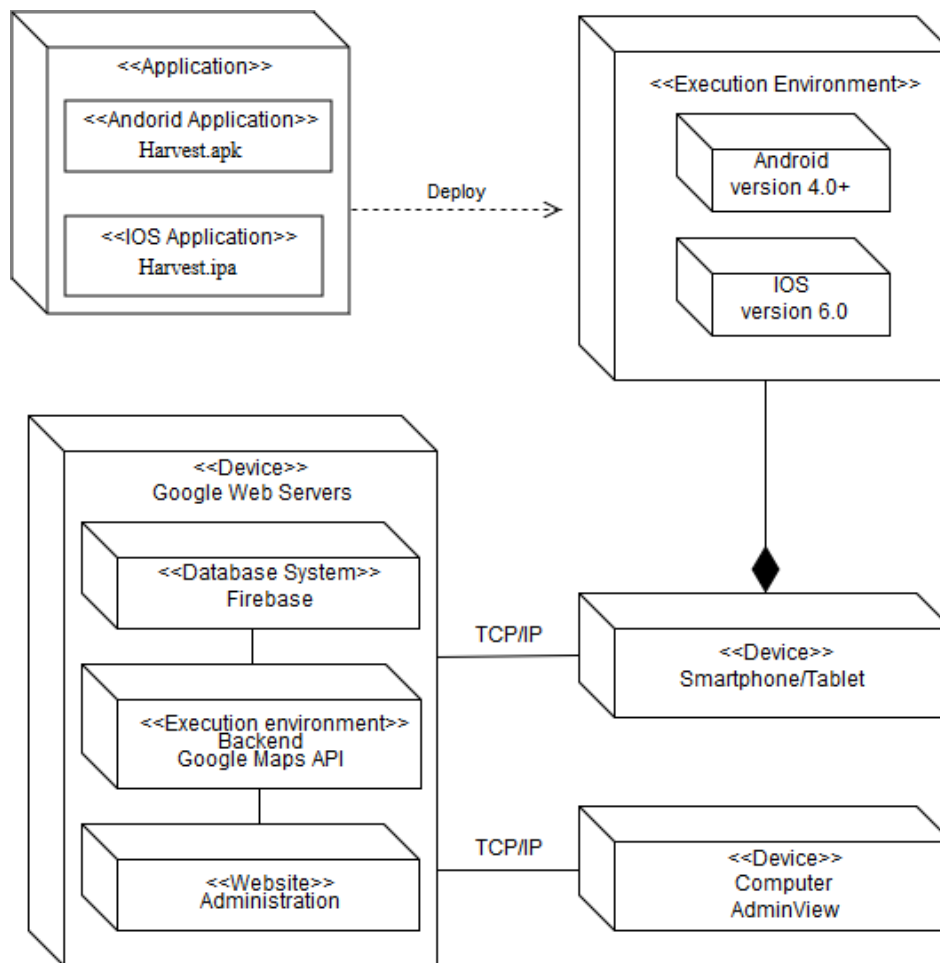 <<Application>>
<<Andorid Application>>
Harvest.apk
<<IOS Application>>
Harvest.ipa
Deploy
<<Execution Environment>>
Android
version 4.0+
IOS
version 6.0
<<Device>>
Google Web Servers
<<Database System>>
Firebase
<<Execution environment>>
Backend
Google Maps API
<<Website>>
Administration
TCP/IP
<<Device>>
Smartphone/Tablet
TCP/IP
<<Device>>
Computer
AdminView